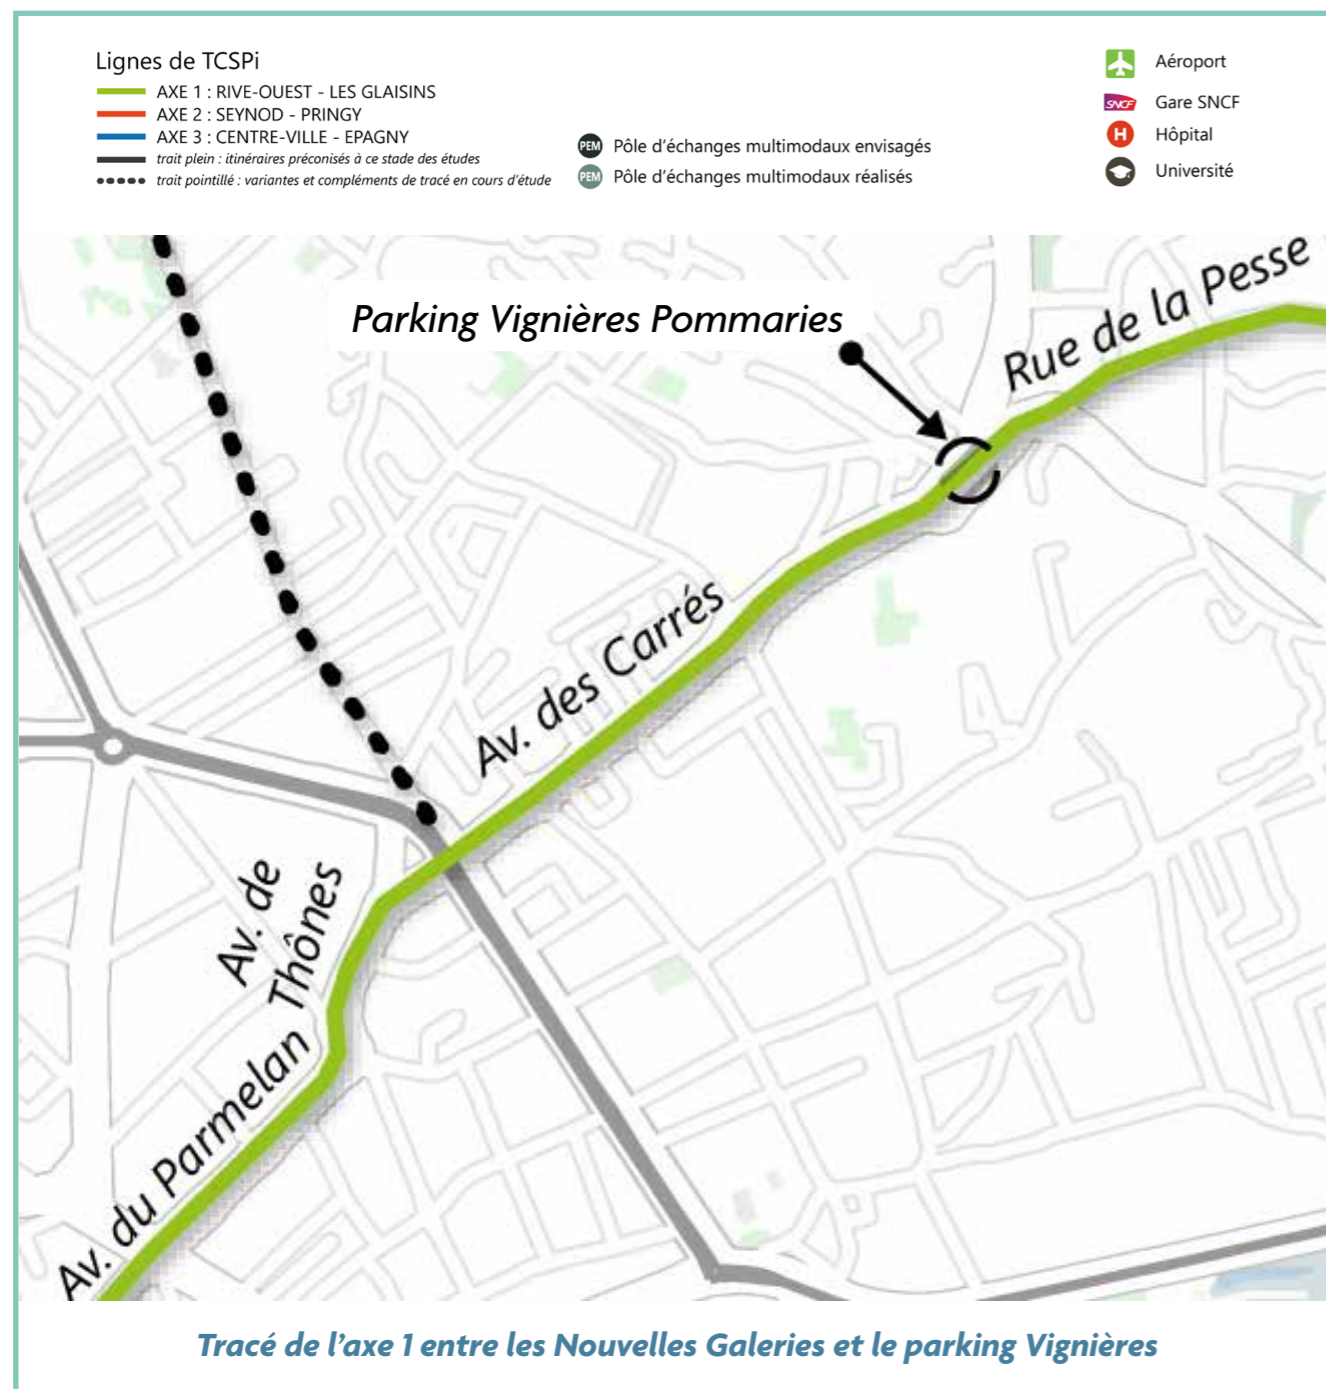 Lignes de TCSPi
AXE 1 : RIVE-OUEST - LES GLAISINS
AXE 2 : SEYNOD - PRINGY
AXE 3 : CENTRE-VILLE - EPAGNY
trait plein : itinéraires préconisés à ce stade des études
trait pointillé : variantes et compléments de tracé en cours d'étude
PEM Pôle d'échanges multimodaux envisagés
PEM Pôle d'échanges multimodaux réalisés
Aéroport
SNCF Gare SNCF
H Hôpital
Université
Parking Vignières Pommaries
Rue de la Pesse
Av. des Carrés
Av. de
Thônes
Av. du Parmelan
Tracé de l'axe 1 entre les Nouvelles Galeries et le parking Vignières